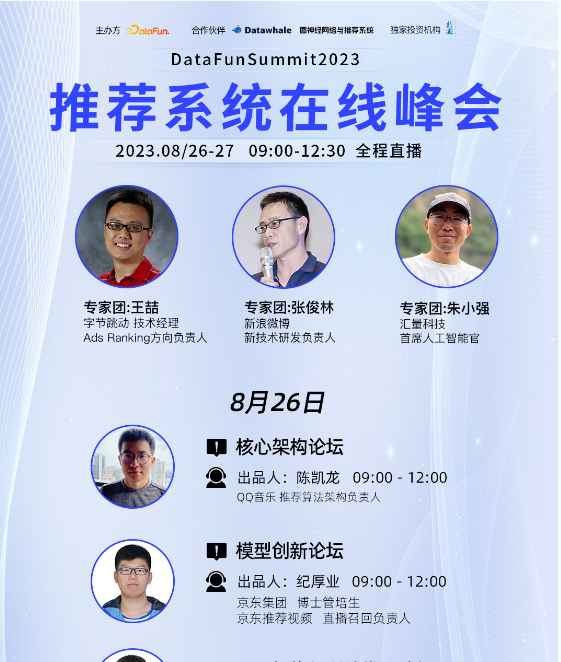 主办方 DataFun. 合作伙伴 Datawhale 图神经网络与推荐系统 独家投资机构
DataFunSummit2023
推荐系统在线峰会
2023.08/26-27 09:00-12:30 全程直播
专家团:王喆
字节跳动 技术经理
Ads Ranking方向负责人
专家团:张俊林
新浪微博
新技术研发负责人
专家团:朱小强
汇量科技
首席人工智能官
8月26日
核心架构论坛
出品人：陈凯龙 09:00 - 12:00
QQ音乐 推荐算法架构负责人
模型创新论坛
出品人：纪厚业 09:00 - 12:00
京东集团 博士管培生
京东推荐视频 直播召回负责人